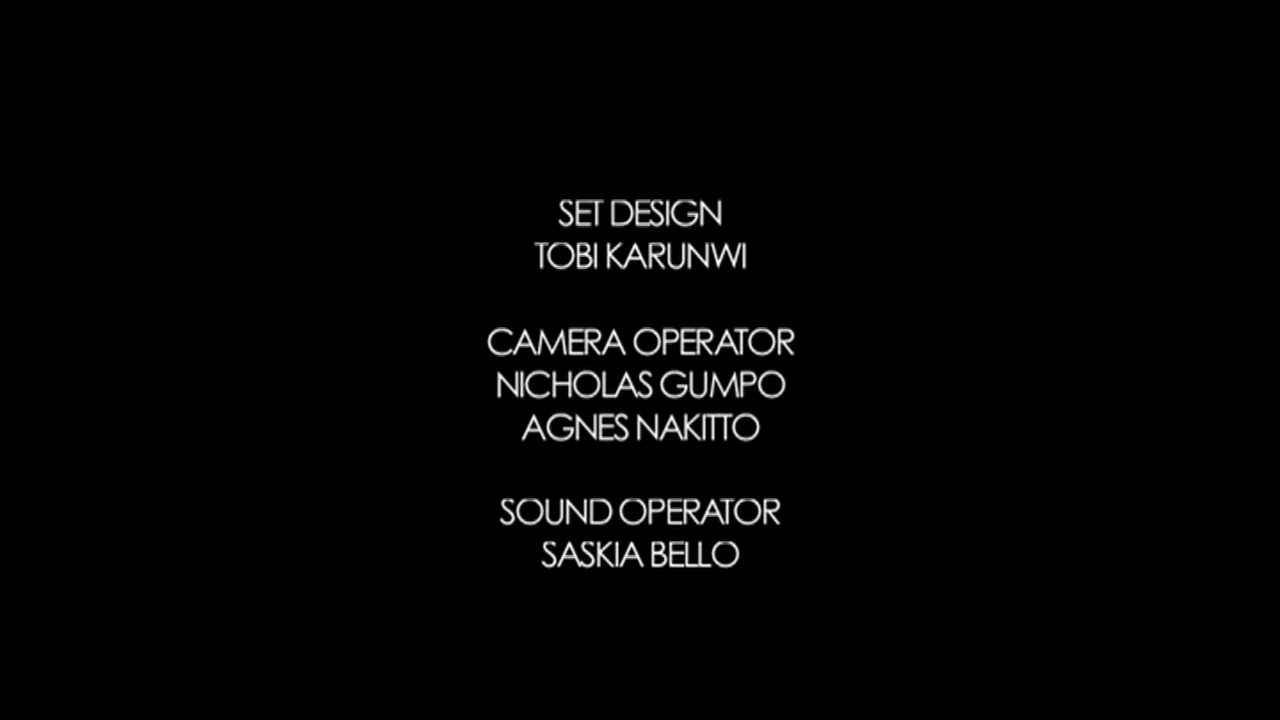 SET DESIGN
TOBI KARUNWI
CAMERA OPERATOR
NICHOLAS GUMPO
AGNES NAKITTO
SOUND OPERATOR
SASKIA BELLO